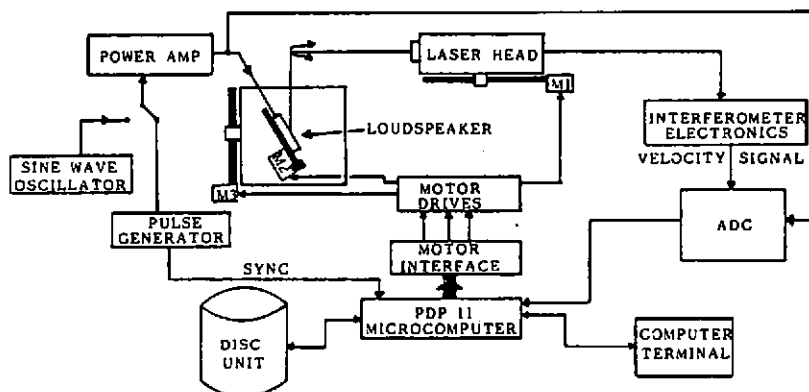 POWER AMP
LASER HEAD
M1
LOUDSPEAKER
INTERFEROMETER
ELECTRONICS
SINE WAVE
OSCILLATOR
M2
VELOCITY SIGNAL
M3
MOTOR
DRIVES
PULSE
GENERATOR
ADC
MOTOR
INTERFACE
SYNC
PDP 11
MICROCOMPUTER
DISC
UNIT
COMPUTER
TERMINAL